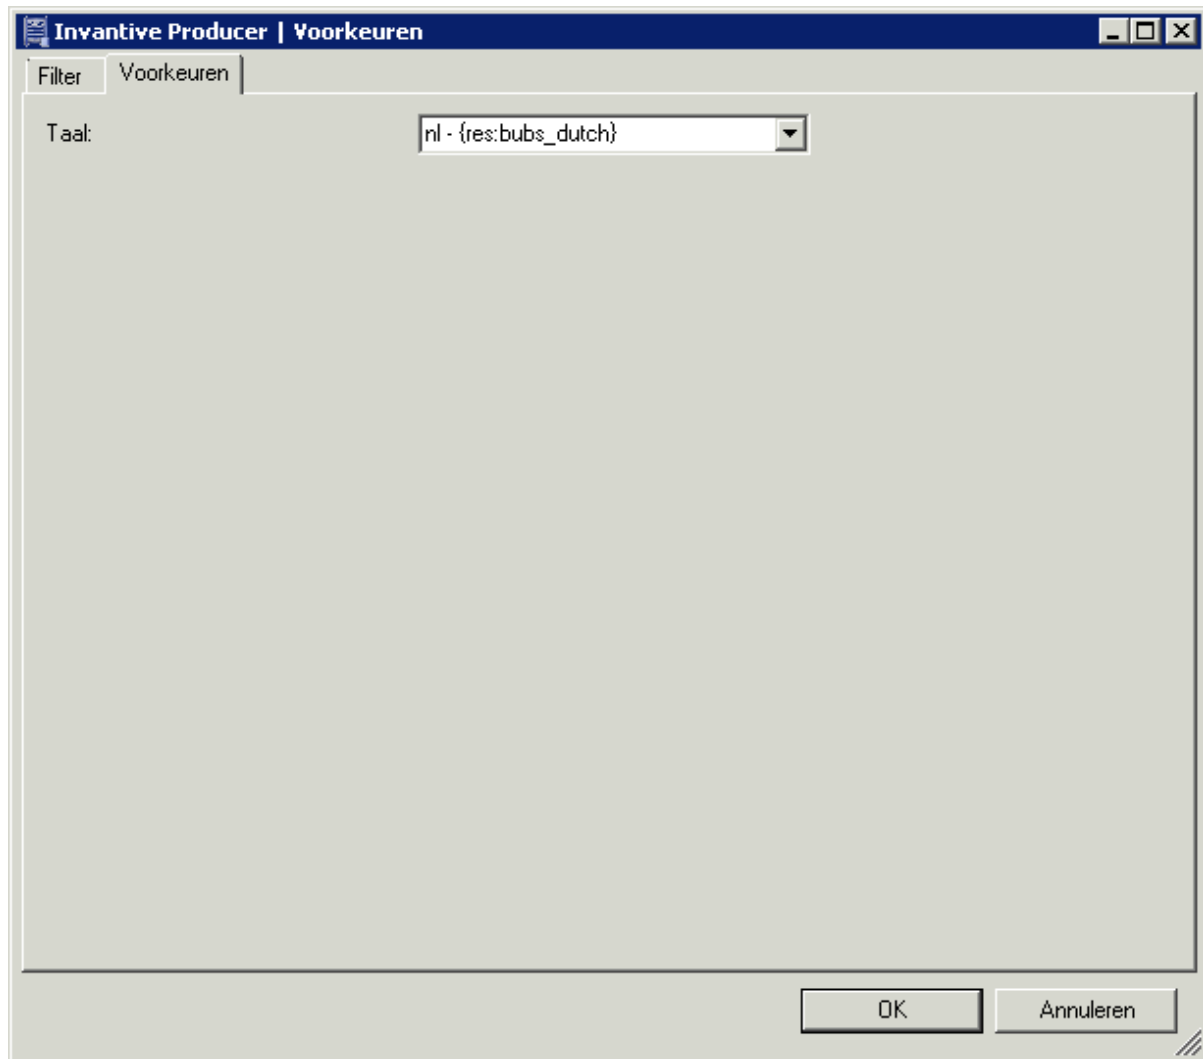 Invantive Producer | Voorkeuren
Filter Voorkeuren
Taal: nl - {res:bubs_dutch}
OK Annuleren